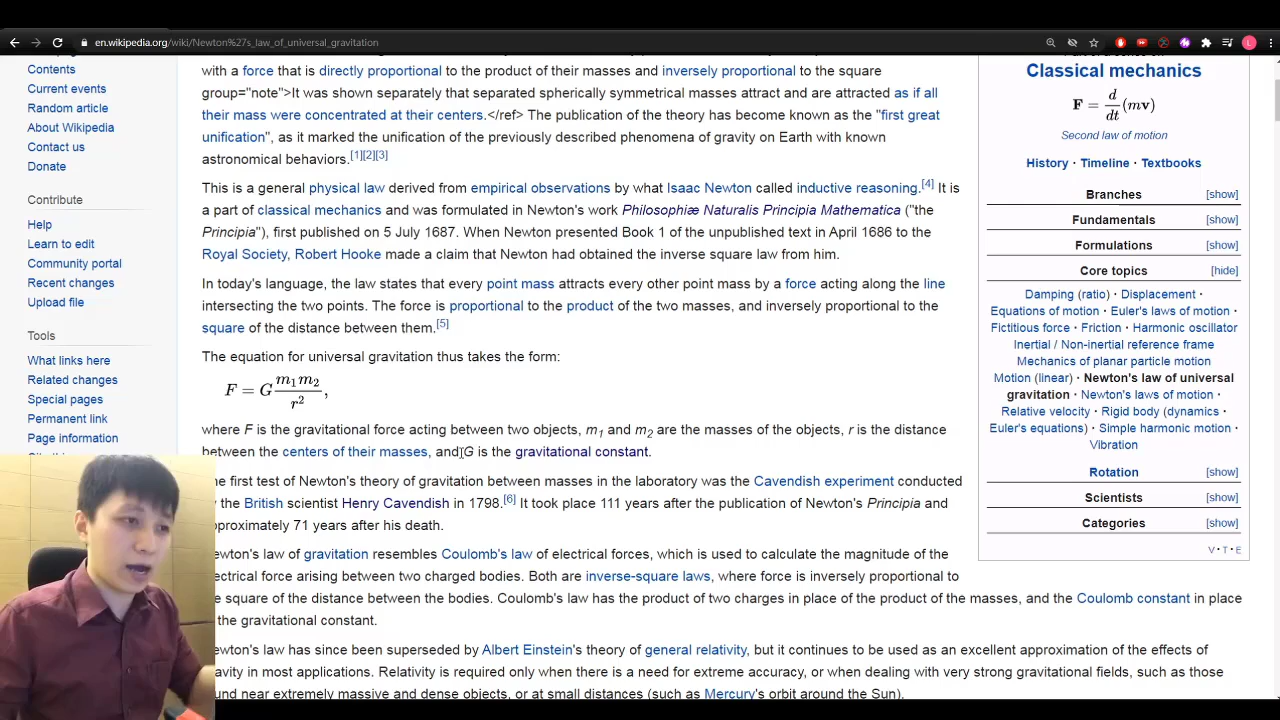 en.wikipedia.org/wiki/Newton%27s_law_of_universal_gravitation
L
Contents
Current events
Random article
About Wikipedia
Contact us
Donate
Contribute
Help
Learn to edit
Community portal
Recent changes
Upload file
Tools
What links here
Related changes
Special pages
Permanent link
Page information
with a force that is directly proportional to the product of their masses and inversely proportional to the square
group="note">It was shown separately that separated spherically symmetrical masses attract and are attracted as if all
their mass were concentrated at their centers.</ref> The publication of the theory has become known as the "first great
unification", as it marked the unification of the previously described phenomena of gravity on Earth with known
astronomical behaviors.[1][2][3]
This is a general physical law derived from empirical observations by what Isaac Newton called inductive reasoning.[4] It is
a part of classical mechanics and was formulated in Newton's work Philosophiæ Naturalis Principia Mathematica ("the
Principia"), first published on 5 July 1687. When Newton presented Book 1 of the unpublished text in April 1686 to the
Royal Society, Robert Hooke made a claim that Newton had obtained the inverse square law from him.
In today's language, the law states that every point mass attracts every other point mass by a force acting along the line
intersecting the two points. The force is proportional to the product of the two masses, and inversely proportional to the
square of the distance between them.[5]
The equation for universal gravitation thus takes the form:
F = G m₁m₂/r²,
where F is the gravitational force acting between two objects, m₁ and m₂ are the masses of the objects, r is the distance
between the centers of their masses, and G is the gravitational constant.
he first test of Newton's theory of gravitation between masses in the laboratory was the Cavendish experiment conducted
the British scientist Henry Cavendish in 1798.[6] It took place 111 years after the publication of Newton's Principia and
proximately 71 years after his death.
ewton's law of gravitation resembles Coulomb's law of electrical forces, which is used to calculate the magnitude of the
ectrical force arising between two charged bodies. Both are inverse-square laws, where force is inversely proportional to
e square of the distance between the bodies. Coulomb's law has the product of two charges in place of the product of the masses, and the Coulomb constant in place
the gravitational constant.
ewton's law has since been superseded by Albert Einstein's theory of general relativity, but it continues to be used as an excellent approximation of the effects of
avity in most applications. Relativity is required only when there is a need for extreme accuracy, or when dealing with very strong gravitational fields, such as those
und near extremely massive and dense objects, or at small distances (such as Mercury's orbit around the Sun).
Classical mechanics
F = d/dt (mv)
Second law of motion
History · Timeline · Textbooks
Branches [show]
Fundamentals [show]
Formulations [show]
Core topics [hide]
Damping (ratio) · Displacement ·
Equations of motion · Euler's laws of motion ·
Fictitious force · Friction · Harmonic oscillator
Inertial / Non-inertial reference frame
Mechanics of planar particle motion
Motion (linear) · Newton's law of universal
gravitation · Newton's laws of motion ·
Relative velocity · Rigid body (dynamics ·
Euler's equations) · Simple harmonic motion ·
Vibration
Rotation [show]
Scientists [show]
Categories [show]
V · T · E